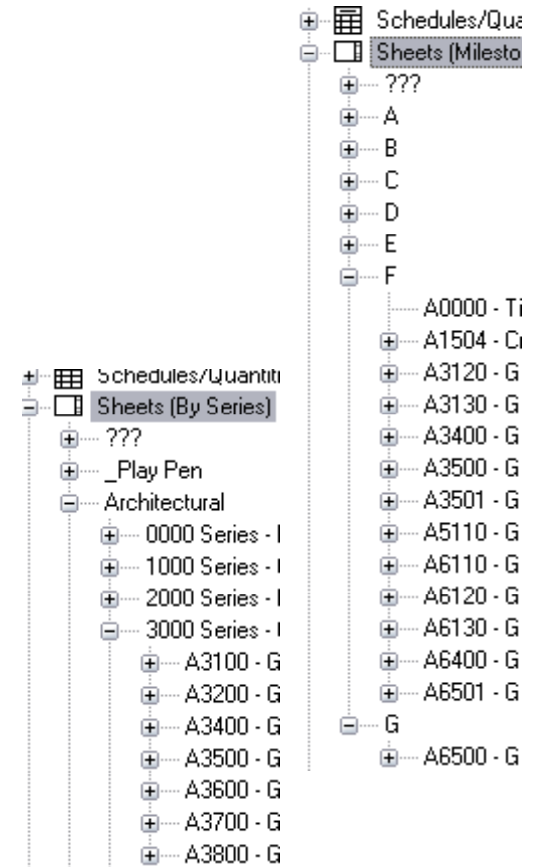 Schedules/Qua
Sheets (Milesto
???
A
B
C
D
E
F
A0000 - Ti
A1504 - Cr
A3120 - G
A3130 - G
A3400 - G
A3500 - G
A3501 - G
A5110 - G
A6110 - G
A6120 - G
A6130 - G
A6400 - G
A6501 - G
G
A6500 - G
Schedules/Quantiti
Sheets (By Series)
???
_Play Pen
Architectural
0000 Series -
1000 Series -
2000 Series -
3000 Series -
A3100 - G
A3200 - G
A3400 - G
A3500 - G
A3600 - G
A3700 - G
A3800 - G